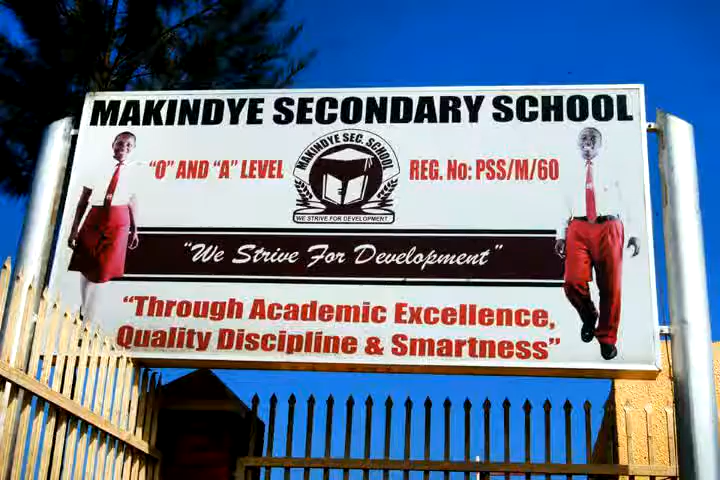 MAKINDYE SECONDARY SCHOOL
"O" AND "A" LEVEL
MAKINDYE SEC. SCHOOL
WE STRIVE FOR DEVELOPMENT
REG. No: PSS/M/60
"We Strive For Development"
"Through Academic Excellence,
Quality Discipline & Smartness"